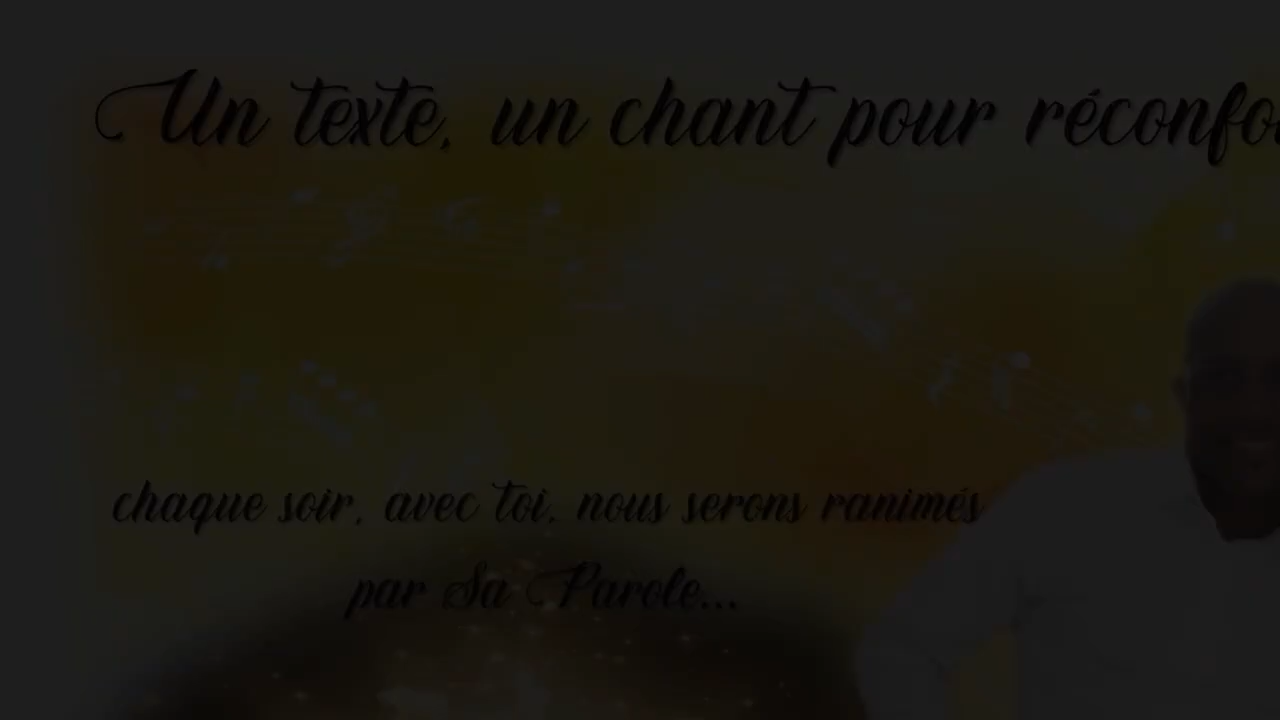 Un texte, un chant pour réconfo
chaque soir, avec toi, nous serons ranimés
par Sa Parole...